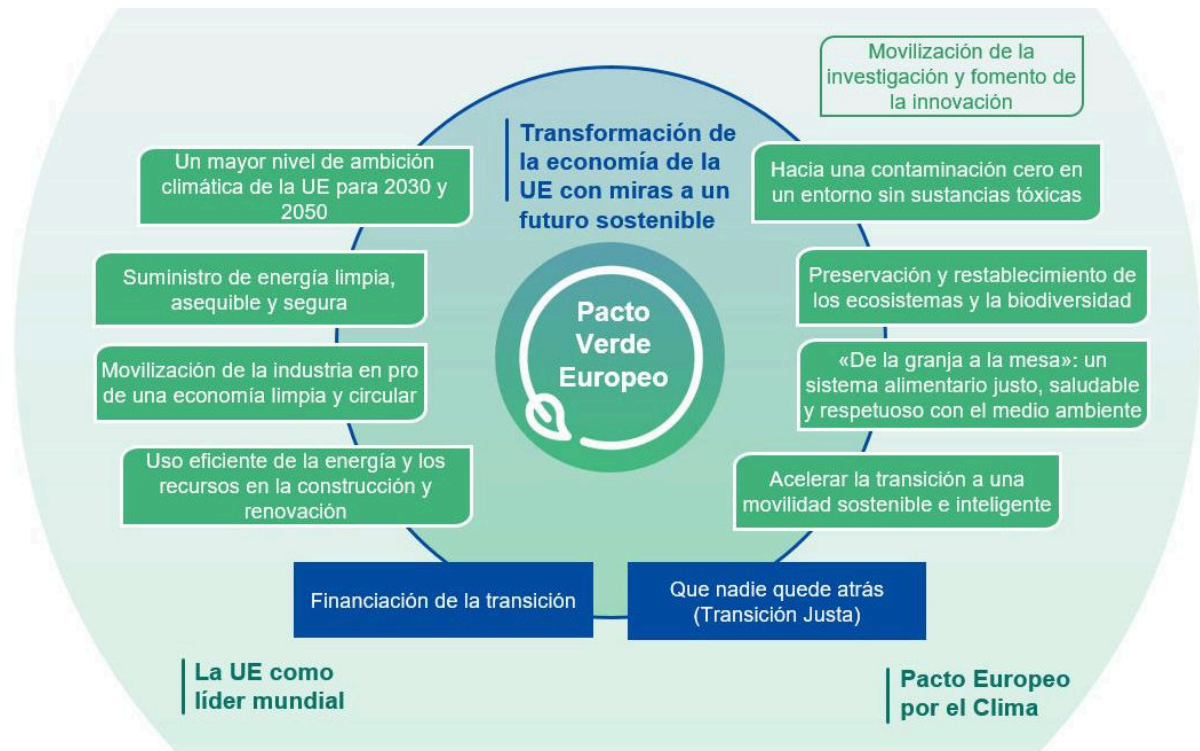 Movilización de la
investigación y fomento de
la innovación
Transformación de
la economía de la
UE con miras a un
futuro sostenible
Un mayor nivel de ambición
climática de la UE para 2030 y
2050
Hacia una contaminación cero en
un entorno sin sustancias tóxicas
Suministro de energía limpia,
asequible y segura
Preservación y restablecimiento de
los ecosistemas y la biodiversidad
Pacto
Verde
Europeo
Movilización de la industria en pro
de una economía limpia y circular
«De la granja a la mesa»: un
sistema alimentario justo, saludable
y respetuoso con el medio ambiente
Uso eficiente de la energía y los
recursos en la construcción y
renovación
Acelerar la transición a una
movilidad sostenible e inteligente
Financiación de la transición
Que nadie quede atrás
(Transición Justa)
La UE como
líder mundial
Pacto Europeo
por el Clima